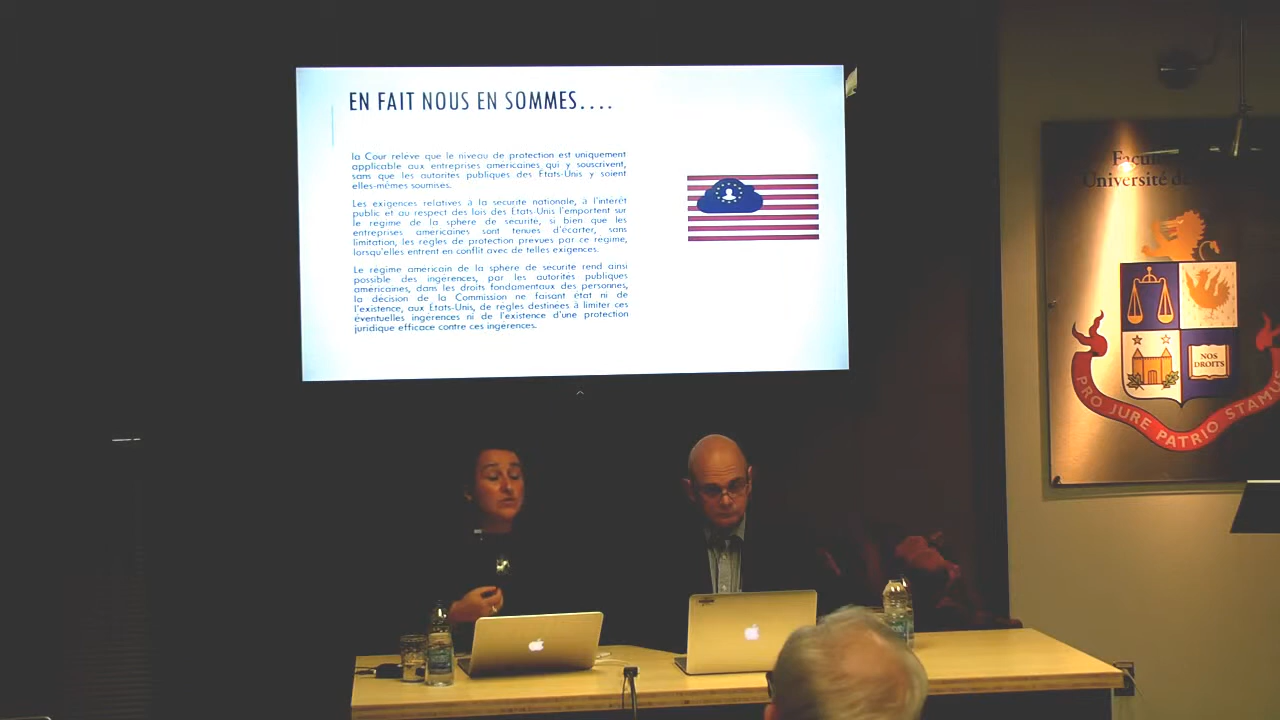 EN FAIT NOUS EN SOMMES....
la Cour relève que le niveau de protection est uniquement
applicable aux entreprises américaines qui y souscrivent,
sans que les autorités publiques des États-Unis y soient
elles-mêmes soumises.
Les exigences relatives à la sécurité nationale, à l'intérêt
public et au respect des lois des États-Unis l'emportent sur
le régime de la sphère de sécurité, si bien que les
entreprises américaines sont tenues d'écarter, sans
limitation, les règles de protection prévues par ce régime,
lorsqu'elles entrent en conflit avec de telles exigences.
Le régime américain de la sphère de sécurité rend ainsi
possible des ingérences, par les autorités publiques
américaines, dans les droits fondamentaux des personnes,
la décision de la Commission ne faisant état ni de
l'existence, aux États-Unis, de règles destinées à limiter ces
éventuelles ingérences ni de l'existence d'une protection
juridique efficace contre ces ingérences.
Université
NOS
DROITS
PRO JURE PATRIO STAMUS